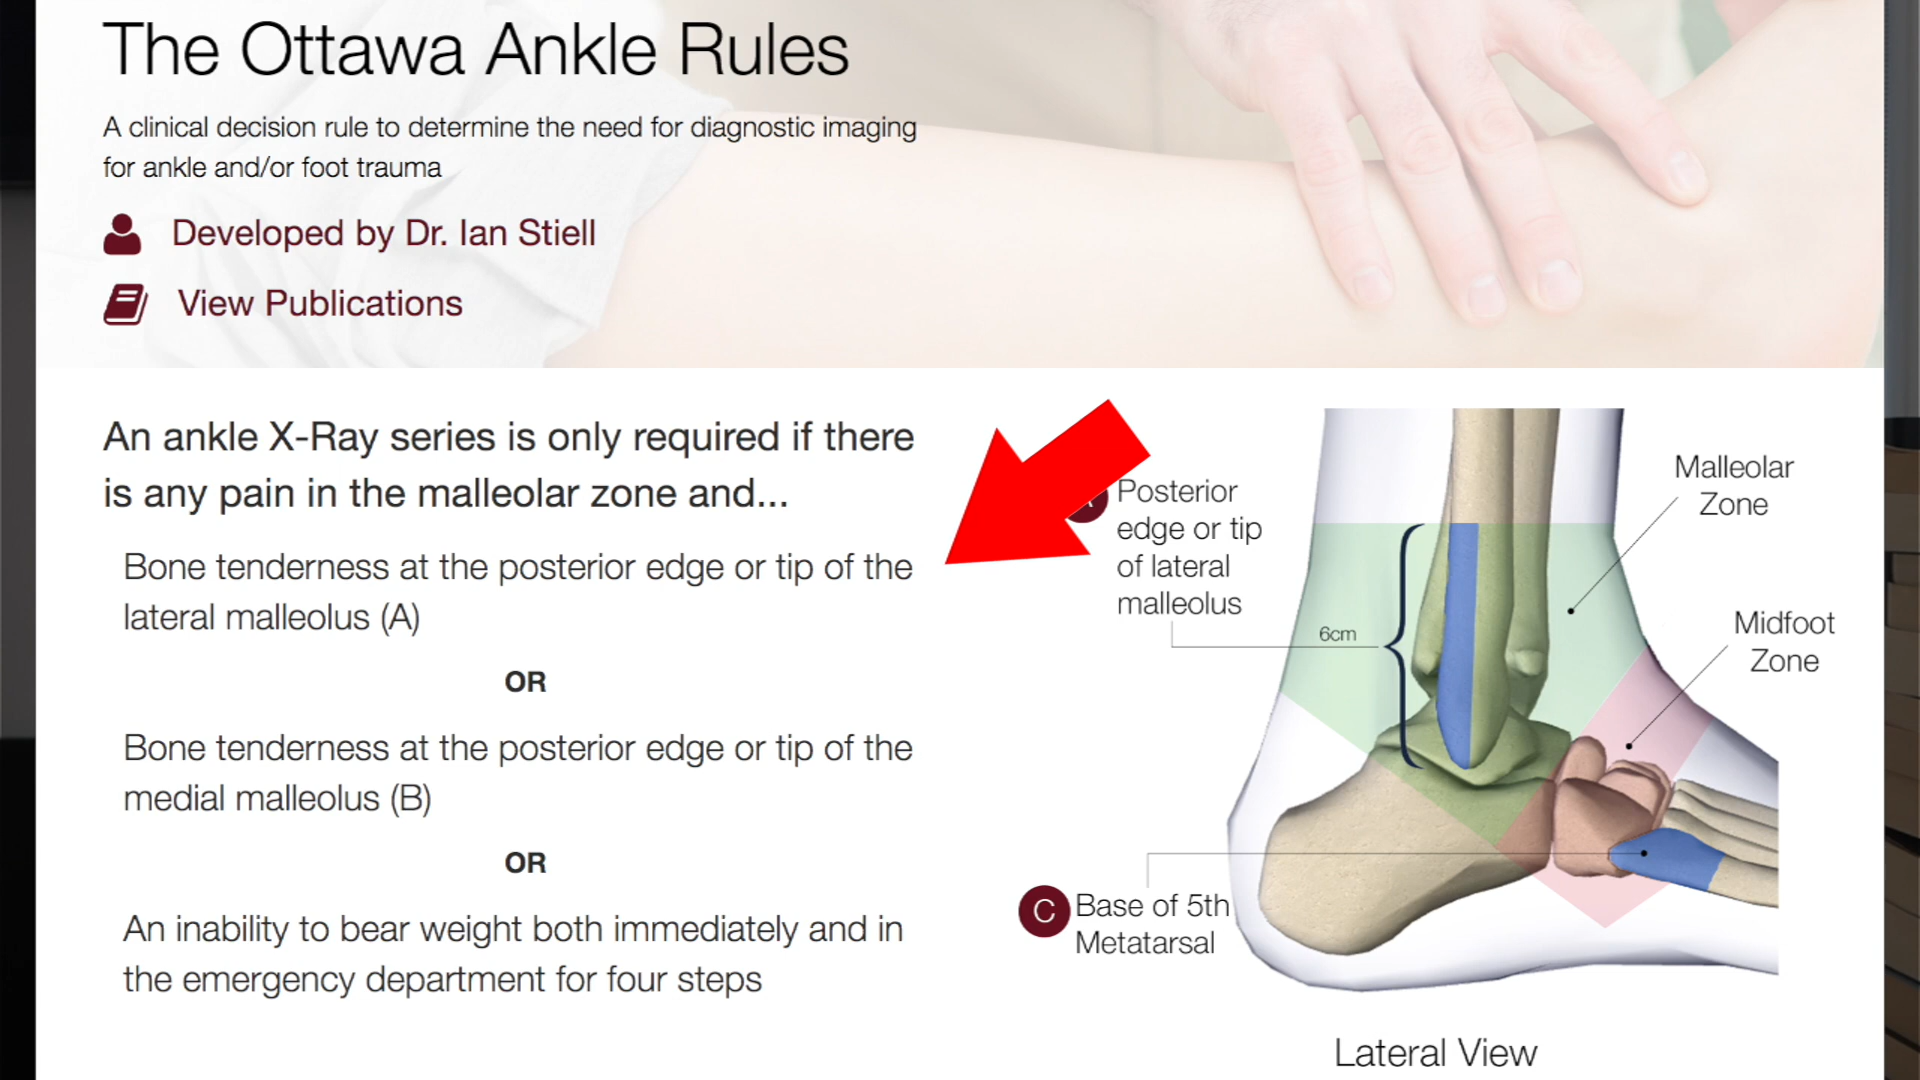 The Ottawa Ankle Rules
A clinical decision rule to determine the need for diagnostic imaging
for ankle and/or foot trauma
Developed by Dr. Ian Stiell
View Publications
An ankle X-Ray series is only required if there
is any pain in the malleolar zone and...
Bone tenderness at the posterior edge or tip of the
lateral malleolus (A)
OR
Bone tenderness at the posterior edge or tip of the
medial malleolus (B)
OR
An inability to bear weight both immediately and in
the emergency department for four steps
Posterior
edge or tip
of lateral
malleolus
6cm
Malleolar
Zone
Midfoot
Zone
C Base of 5th
Metatarsal
Lateral View